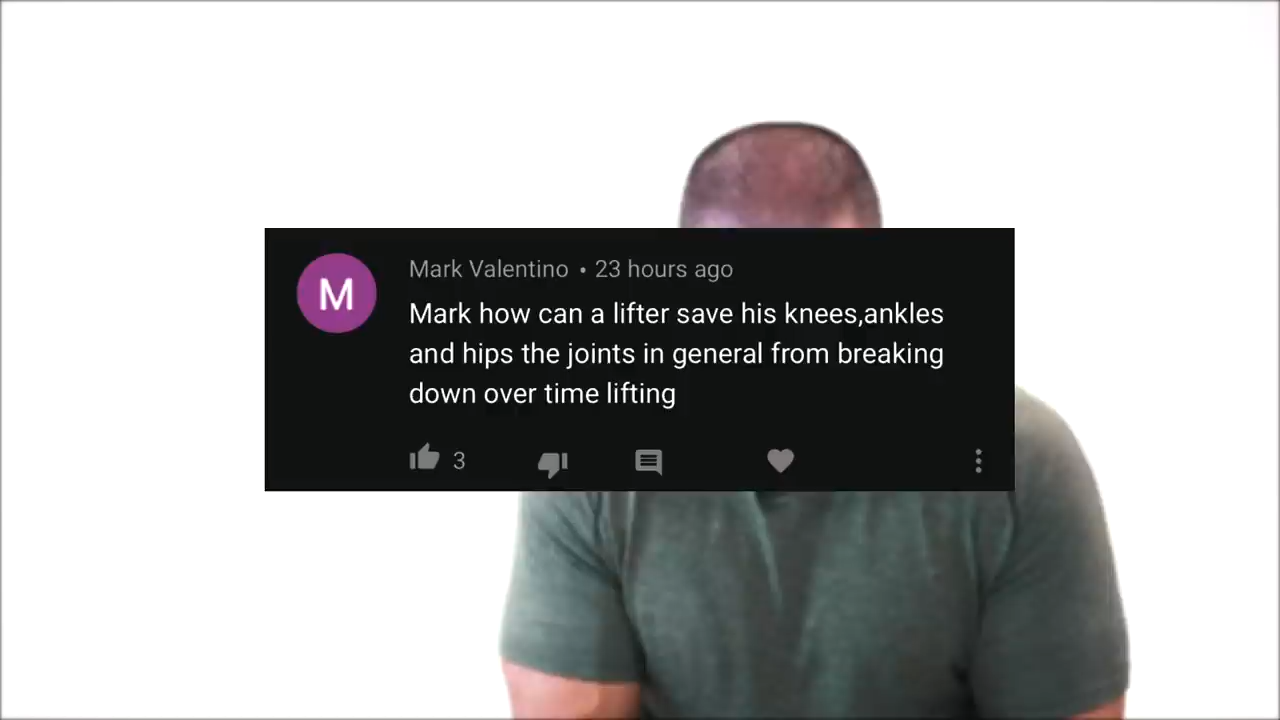 M
Mark Valentino • 23 hours ago
Mark how can a lifter save his knees,ankles
and hips the joints in general from breaking
down over time lifting
3